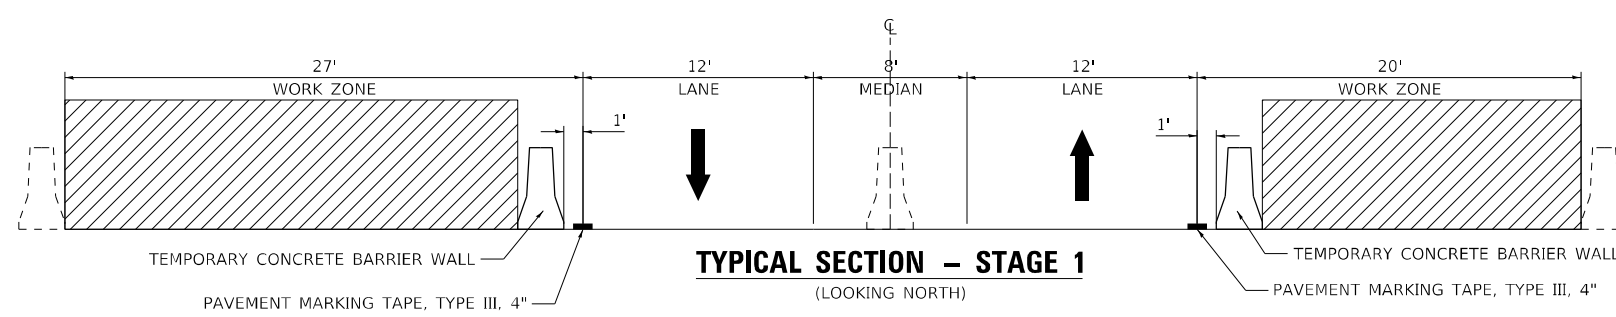 ℄
27'
12'
8'
12'
20'
WORK ZONE
LANE
MEDIAN
LANE
WORK ZONE
1'
1'
TEMPORARY CONCRETE BARRIER WALL
TYPICAL SECTION – STAGE 1
TEMPORARY CONCRETE BARRIER WALL
(LOOKING NORTH)
PAVEMENT MARKING TAPE, TYPE III, 4"
PAVEMENT MARKING TAPE, TYPE III, 4"